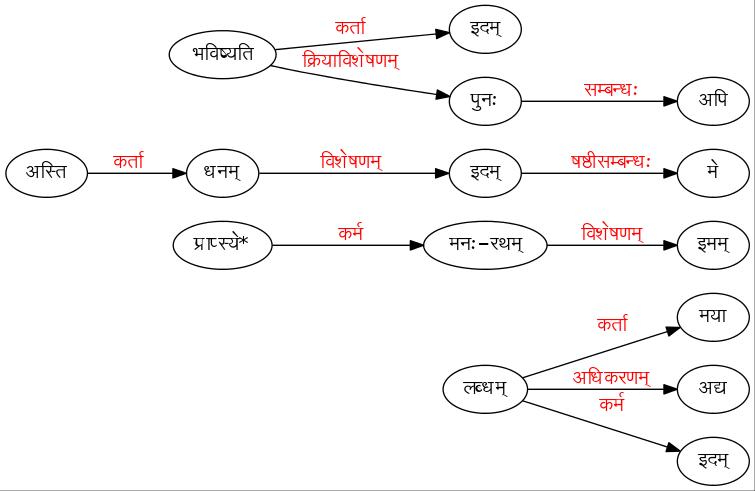 कर्ता इदम्
भविष्यति
क्रियाविशेषणम्
पुनः सम्बन्धः अपि
अस्ति कर्ता धनम् विशेषणम् इदम् षष्ठीसम्बन्धः मे
प्राप्स्ये* कर्म मनः-रथम् विशेषणम् इमम्
कर्ता मया
लब्धम् अधिकरणम् अद्य
कर्म
इदम्